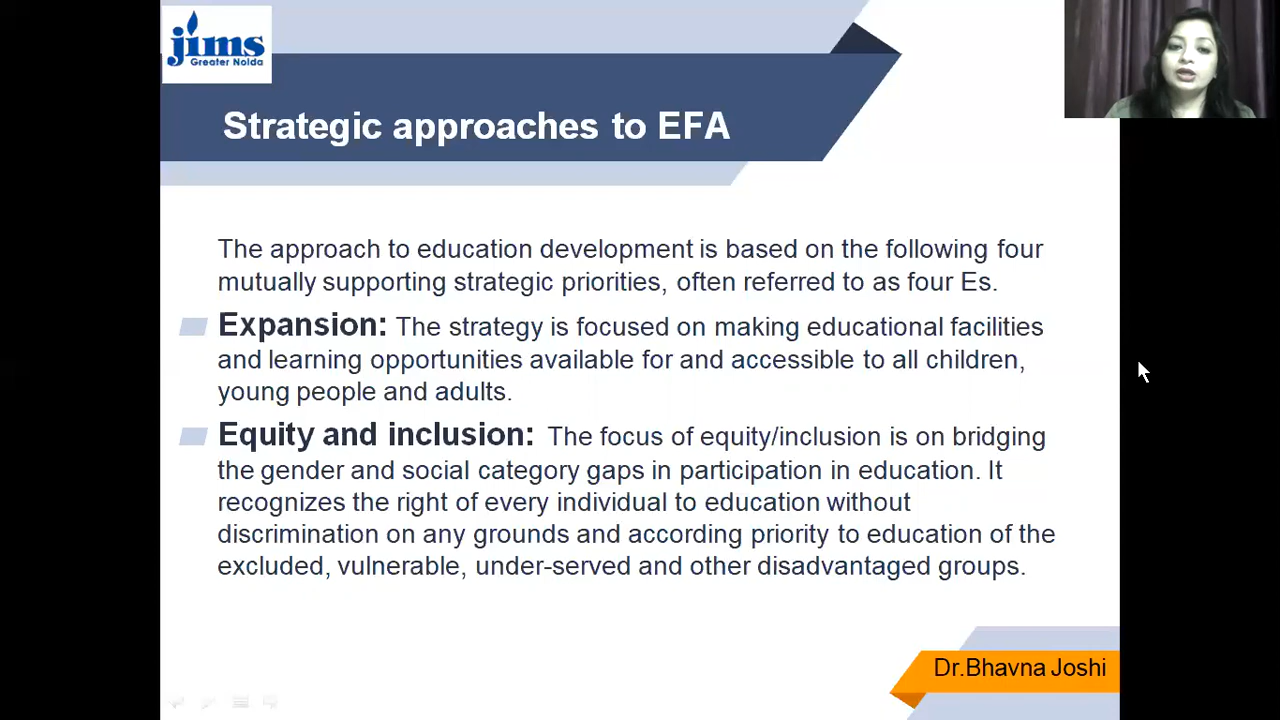 jims
Greater Noida
Strategic approaches to EFA
The approach to education development is based on the following four
mutually supporting strategic priorities, often referred to as four Es.
Expansion: The strategy is focused on making educational facilities
and learning opportunities available for and accessible to all children,
young people and adults.
Equity and inclusion: The focus of equity/inclusion is on bridging
the gender and social category gaps in participation in education. It
recognizes the right of every individual to education without
discrimination on any grounds and according priority to education of the
excluded, vulnerable, under-served and other disadvantaged groups.
Dr.Bhavna Joshi